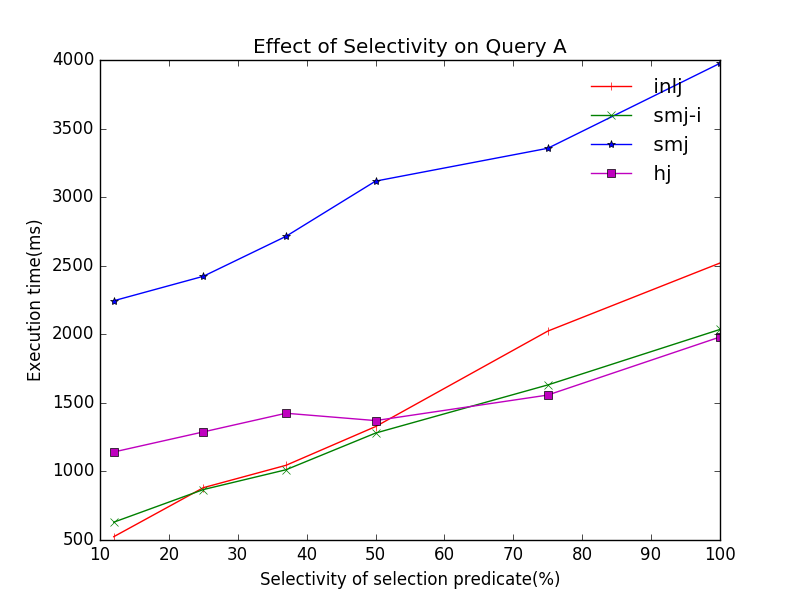 Effect of Selectivity on Query A
4000
3500
3000
2500
2000
1500
1000
500
Execution time(ms)
inlj
smj-i
smj
hj
10 20 30 40 50 60 70 80 90 100
Selectivity of selection predicate(%)